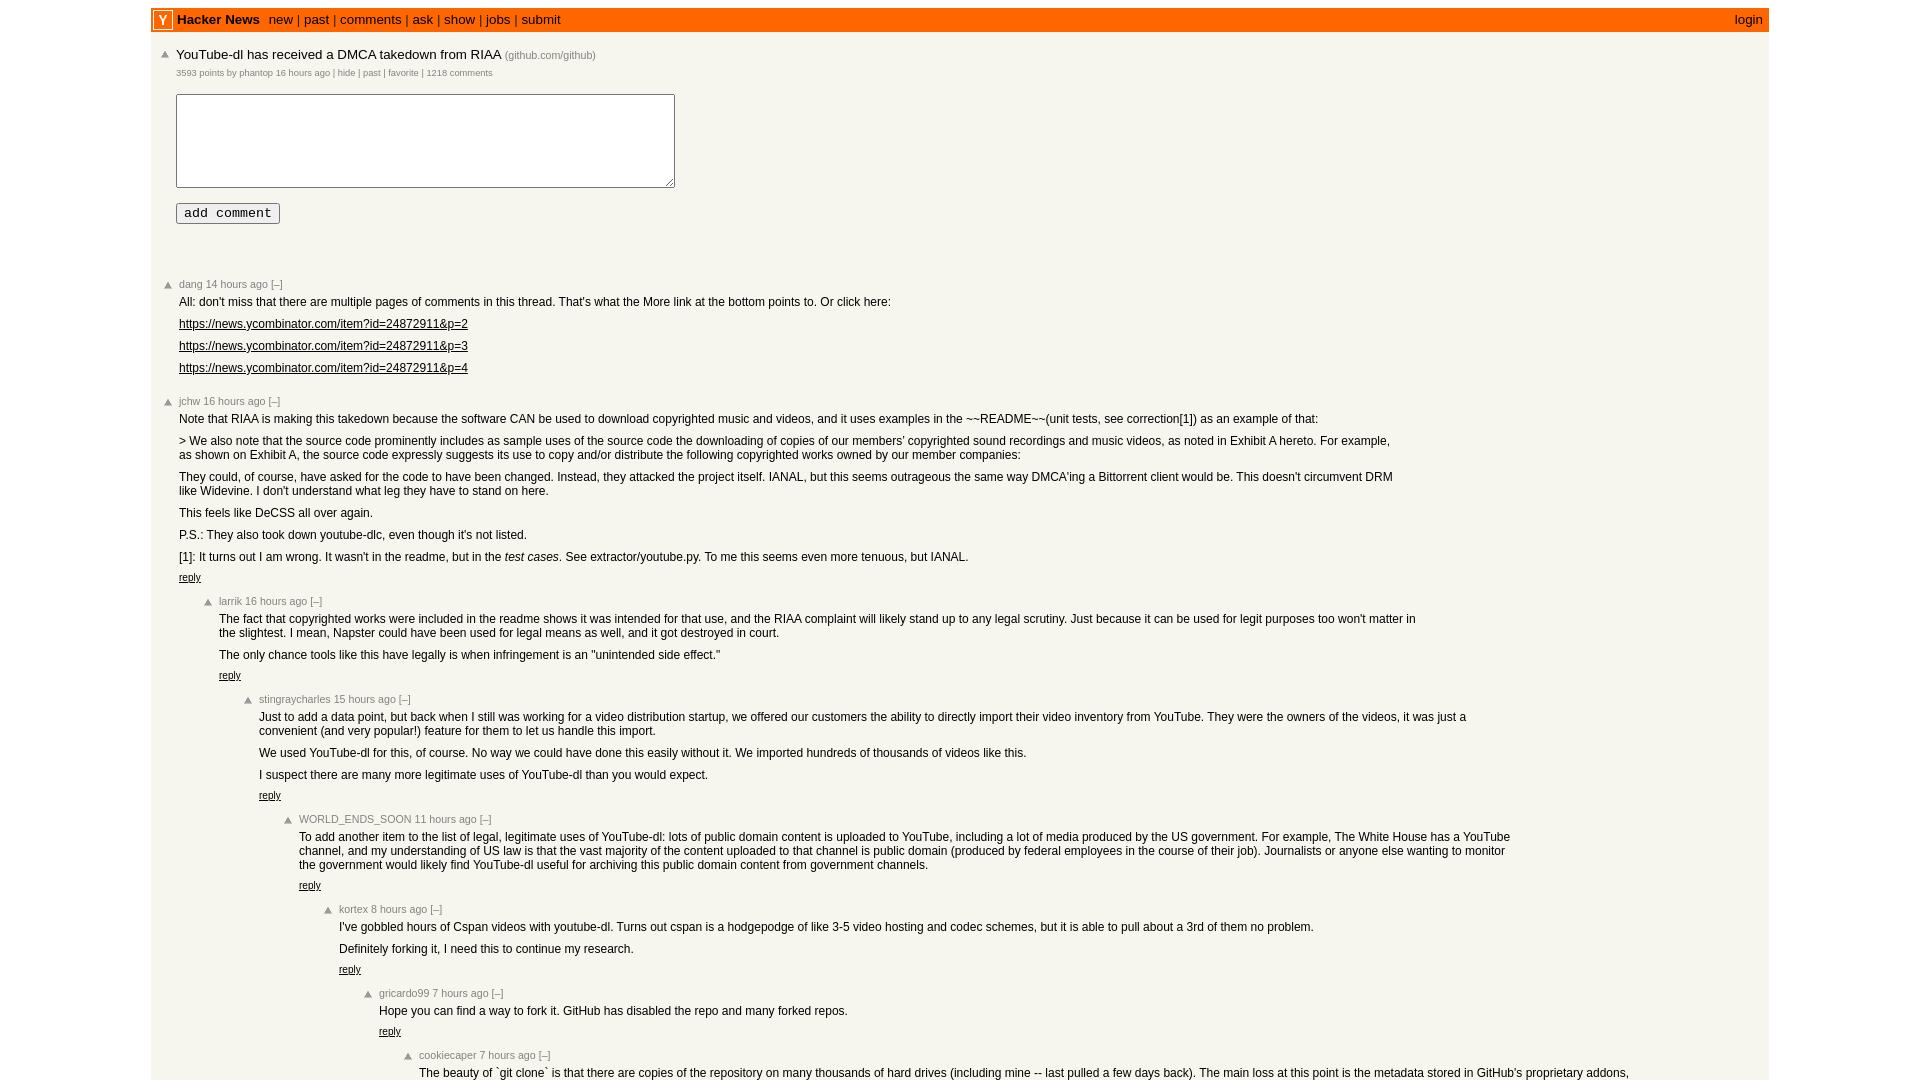 Y Hacker News new | past | comments | ask | show | jobs | submit login
YouTube-dl has received a DMCA takedown from RIAA (github.com/github)
3593 points by phantop 16 hours ago | hide | past | favorite | 1218 comments
add comment
dang 14 hours ago [–]
All: don't miss that there are multiple pages of comments in this thread. That's what the More link at the bottom points to. Or click here:
https://news.ycombinator.com/item?id=24872911&p=2
https://news.ycombinator.com/item?id=24872911&p=3
https://news.ycombinator.com/item?id=24872911&p=4
jchw 16 hours ago [–]
Note that RIAA is making this takedown because the software CAN be used to download copyrighted music and videos, and it uses examples in the ~~README~~(unit tests, see correction[1]) as an example of that:
> We also note that the source code prominently includes as sample uses of the source code the downloading of copies of our members’ copyrighted sound recordings and music videos, as noted in Exhibit A hereto. For example,
as shown on Exhibit A, the source code expressly suggests its use to copy and/or distribute the following copyrighted works owned by our member companies:
They could, of course, have asked for the code to have been changed. Instead, they attacked the project itself. IANAL, but this seems outrageous the same way DMCA'ing a Bittorrent client would be. This doesn't circumvent DRM
like Widevine. I don't understand what leg they have to stand on here.
This feels like DeCSS all over again.
P.S.: They also took down youtube-dlc, even though it's not listed.
[1]: It turns out I am wrong. It wasn't in the readme, but in the test cases. See extractor/youtube.py. To me this seems even more tenuous, but IANAL.
reply
larrik 16 hours ago [–]
The fact that copyrighted works were included in the readme shows it was intended for that use, and the RIAA complaint will likely stand up to any legal scrutiny. Just because it can be used for legit purposes too won't matter in
the slightest. I mean, Napster could have been used for legal means as well, and it got destroyed in court.
The only chance tools like this have legally is when infringement is an "unintended side effect."
reply
stingraycharles 15 hours ago [–]
Just to add a data point, but back when I still was working for a video distribution startup, we offered our customers the ability to directly import their video inventory from YouTube. They were the owners of the videos, it was just a
convenient (and very popular!) feature for them to let us handle this import.
We used YouTube-dl for this, of course. No way we could have done this easily without it. We imported hundreds of thousands of videos like this.
I suspect there are many more legitimate uses of YouTube-dl than you would expect.
reply
WORLD_ENDS_SOON 11 hours ago [–]
To add another item to the list of legal, legitimate uses of YouTube-dl: lots of public domain content is uploaded to YouTube, including a lot of media produced by the US government. For example, The White House has a YouTube
channel, and my understanding of US law is that the vast majority of the content uploaded to that channel is public domain (produced by federal employees in the course of their job). Journalists or anyone else wanting to monitor
the government would likely find YouTube-dl useful for archiving this public domain content from government channels.
reply
kortex 8 hours ago [–]
I've gobbled hours of Cspan videos with youtube-dl. Turns out cspan is a hodgepodge of like 3-5 video hosting and codec schemes, but it is able to pull about a 3rd of them no problem.
Definitely forking it, I need this to continue my research.
reply
gricardo99 7 hours ago [–]
Hope you can find a way to fork it. GitHub has disabled the repo and many forked repos.
reply
cookiecaper 7 hours ago [–]
The beauty of `git clone` is that there are copies of the repository on many thousands of hard drives (including mine -- last pulled a few days back). The main loss at this point is the metadata stored in GitHub's proprietary addons,